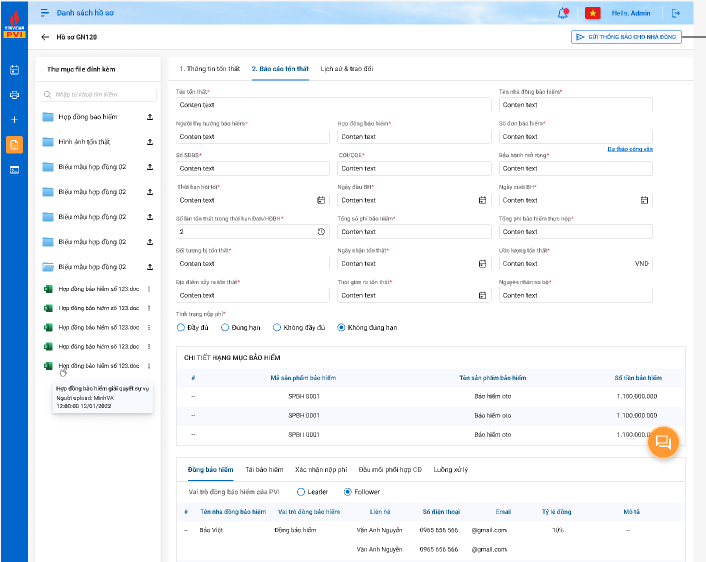 Danh sách hồ sơ
Hello, Admin
PVI
Hồ sơ GN120
GỬI THÔNG BÁO CHO NHÀ ĐỒNG
Thư mục file đính kèm
Nhập từ khóa tìm kiếm
Hợp đồng bảo hiểm
Hình ảnh tổn thất
Biểu mẫu hợp đồng 02
Biểu mẫu hợp đồng 02
Biểu mẫu hợp đồng 02
Biểu mẫu hợp đồng 02
Biểu mẫu hợp đồng 02
Hợp đồng bảo hiểm số 123.doc
Hợp đồng bảo hiểm số 123.doc
Hợp đồng bảo hiểm số 123.doc
Hợp đồng bảo hiểm số 123.doc
Hợp đồng bảo hiểm số 123.doc
Hợp đồng bảo hiểm giải quyết sự vụ
Người upload: MinhVA
12:00:00 12/01/2022
1. Thông tin tổn thất
2. Báo cáo tổn thất
Lịch sử & trao đổi
Tên tổn thất*
Tên nhà đồng bảo hiểm*
Conten text
Conten text
Người thụ hưởng bảo hiểm*
Hợp đồng bảo hiểm*
Số đơn bảo hiểm*
Conten text
Conten text
Conten text
Dự thảo công văn
Số SĐBS*
COI/COE*
Bảo hành mở rộng*
Conten text
Conten text
Conten text
Thời hạn hồi tố*
Ngày đầu BH*
Ngày cuối BH*
Conten text
Conten text
Conten text
Số lần tổn thất trong thời hạn Đơn/HĐBH*
Tổng số phí bảo hiểm*
Tổng phí bảo hiểm thực nộp*
2
Conten text
Conten text
Đối tượng bị tổn thất*
Ngày nhận tổn thất*
Ước lượng tổn thất*
Conten text
Conten text
Conten text
VND
Địa điểm xảy ra tổn thất*
Thời gian ra tổn thất*
Nguyên nhân sơ bộ*
Conten text
Conten text
Conten text
Tình trạng nộp phí*
Đầy đủ
Đúng hạn
Không đầy đủ
Không đúng hạn
CHI TIẾT HẠNG MỤC BẢO HIỂM
# Mã sản phẩm bảo hiểm Tên sản phẩm bảo hiểm Số tiền bảo hiểm
-- SPBH 0001 Bảo hiểm oto 1.100.000.000
-- SPBH 0001 Bảo hiểm oto 1.100.000.000
-- SPBH 0001 Bảo hiểm oto 1.100.000.000
Đồng bảo hiểm
Tái bảo hiểm
Xác nhận nộp phí
Đầu mối phối hợp CĐ
Luồng xử lý
Vai trò đồng bảo hiểm của PVI
Leader
Follower
# Tên nhà đồng bảo hiểm Vai trò đồng bảo hiểm Liên hệ Số điện thoại Email Tỷ lệ đồng Mô tả
-- Bảo Việt Đồng bảo hiểm Vân Anh Nguyễn 0965 656 566 @gmail.com 10% --
Vân Anh Nguyễn 0965 656 566 @gmail.com